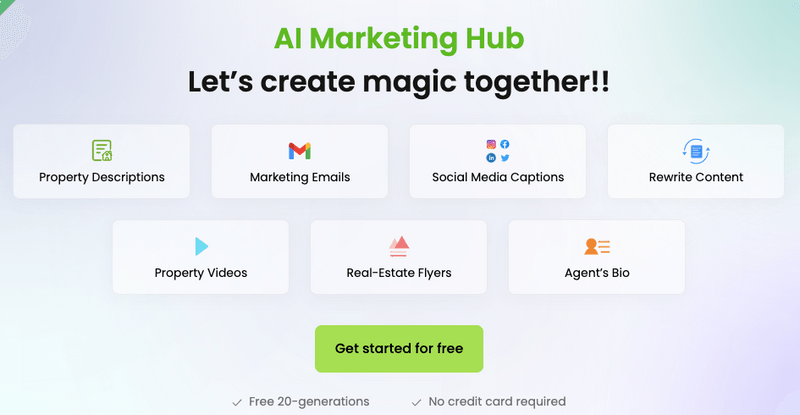 AI Marketing Hub
Let's create magic together!!
Property Descriptions
Marketing Emails
Social Media Captions
Rewrite Content
Property Videos
Real-Estate Flyers
Agent's Bio
Get started for free
Free 20-generations
No credit card required